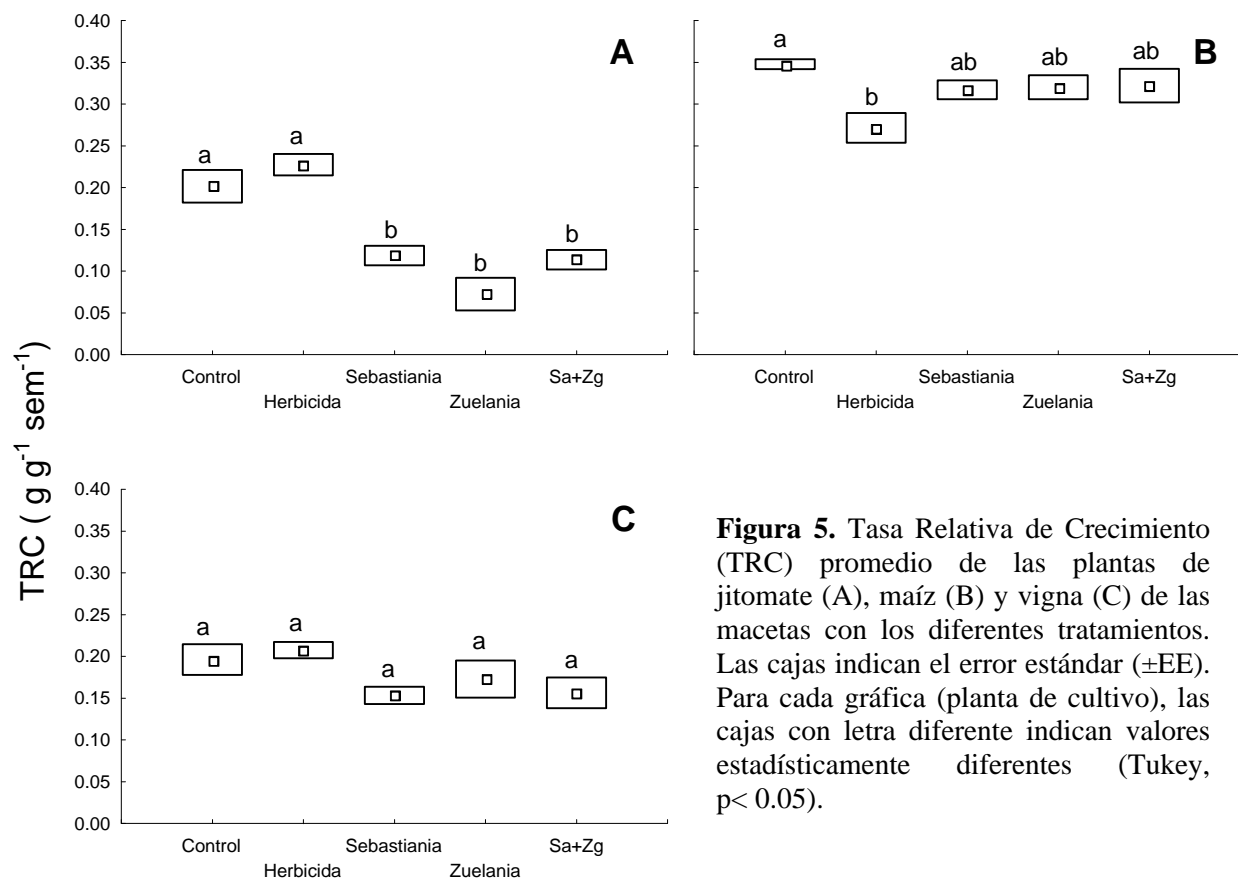 0.40
0.35
0.30
0.25
0.20
0.15
0.10
0.05
0.00
A
a
a
b
b
b
Control
Herbicida
Sebastiania
Zuelania
Sa+Zg
B
a
b
ab
ab
ab
Control
Herbicida
Sebastiania
Zuelania
Sa+Zg
TRC ( g g-1 sem-1)
0.40
0.35
0.30
0.25
0.20
0.15
0.10
0.05
0.00
C
a
a
a
a
a
Control
Herbicida
Sebastiania
Zuelania
Sa+Zg
Figura 5. Tasa Relativa de Crecimiento
(TRC) promedio de las plantas de
jitomate (A), maíz (B) y vigna (C) de las
macetas con los diferentes tratamientos.
Las cajas indican el error estándar (±EE).
Para cada gráfica (planta de cultivo), las
cajas con letra diferente indican valores
estadísticamente diferentes (Tukey,
p< 0.05).